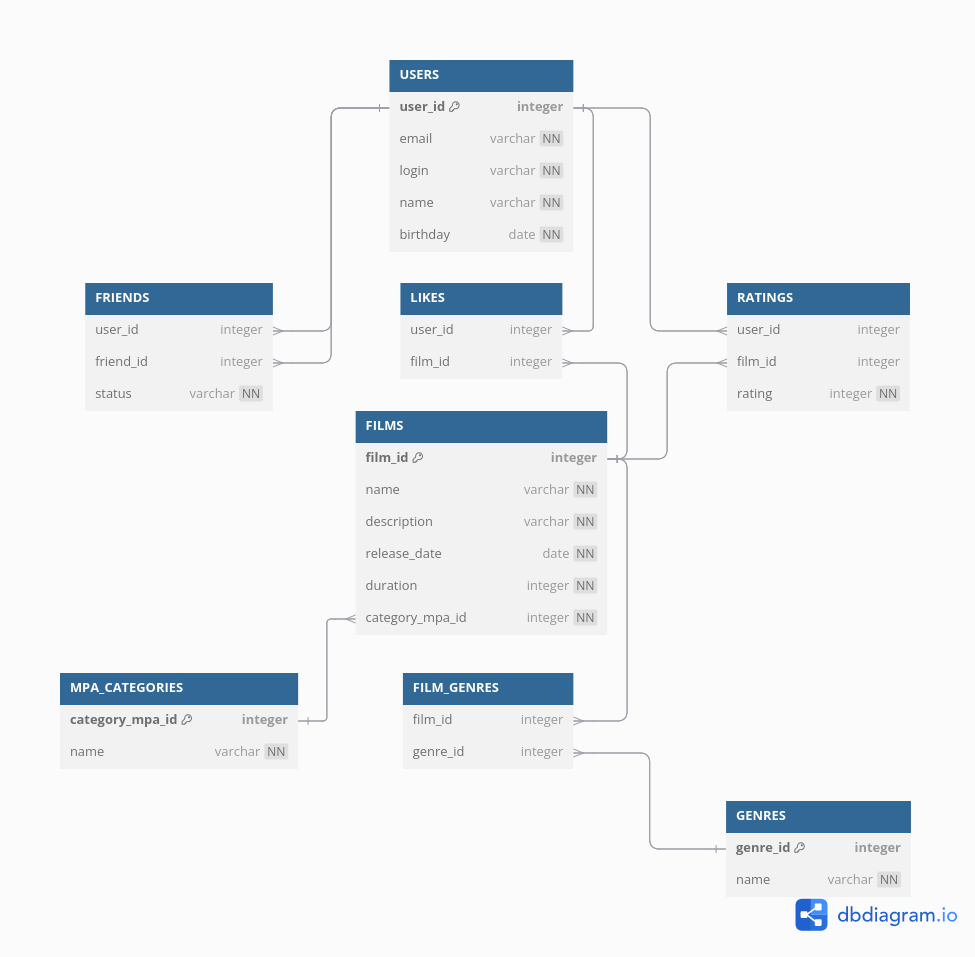 USERS
user_id integer
email varchar NN
login varchar NN
name varchar NN
birthday date NN
FRIENDS
user_id integer
friend_id integer
status varchar NN
LIKES
user_id integer
film_id integer
RATINGS
user_id integer
film_id integer
rating integer NN
FILMS
film_id integer
name varchar NN
description varchar NN
release_date date NN
duration integer NN
category_mpa_id integer NN
MPA_CATEGORIES
category_mpa_id integer
name varchar NN
FILM_GENRES
film_id integer
genre_id integer
GENRES
genre_id integer
name varchar NN
dbdiagram.io